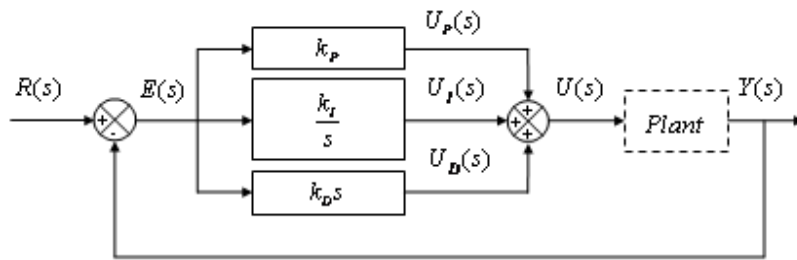 U_P(s)
k_P
R(s)
E(s)
k_I
s
U_I(s)
U(s)
Plant
Y(s)
+
-
+
+
+
U_D(s)
k_D s